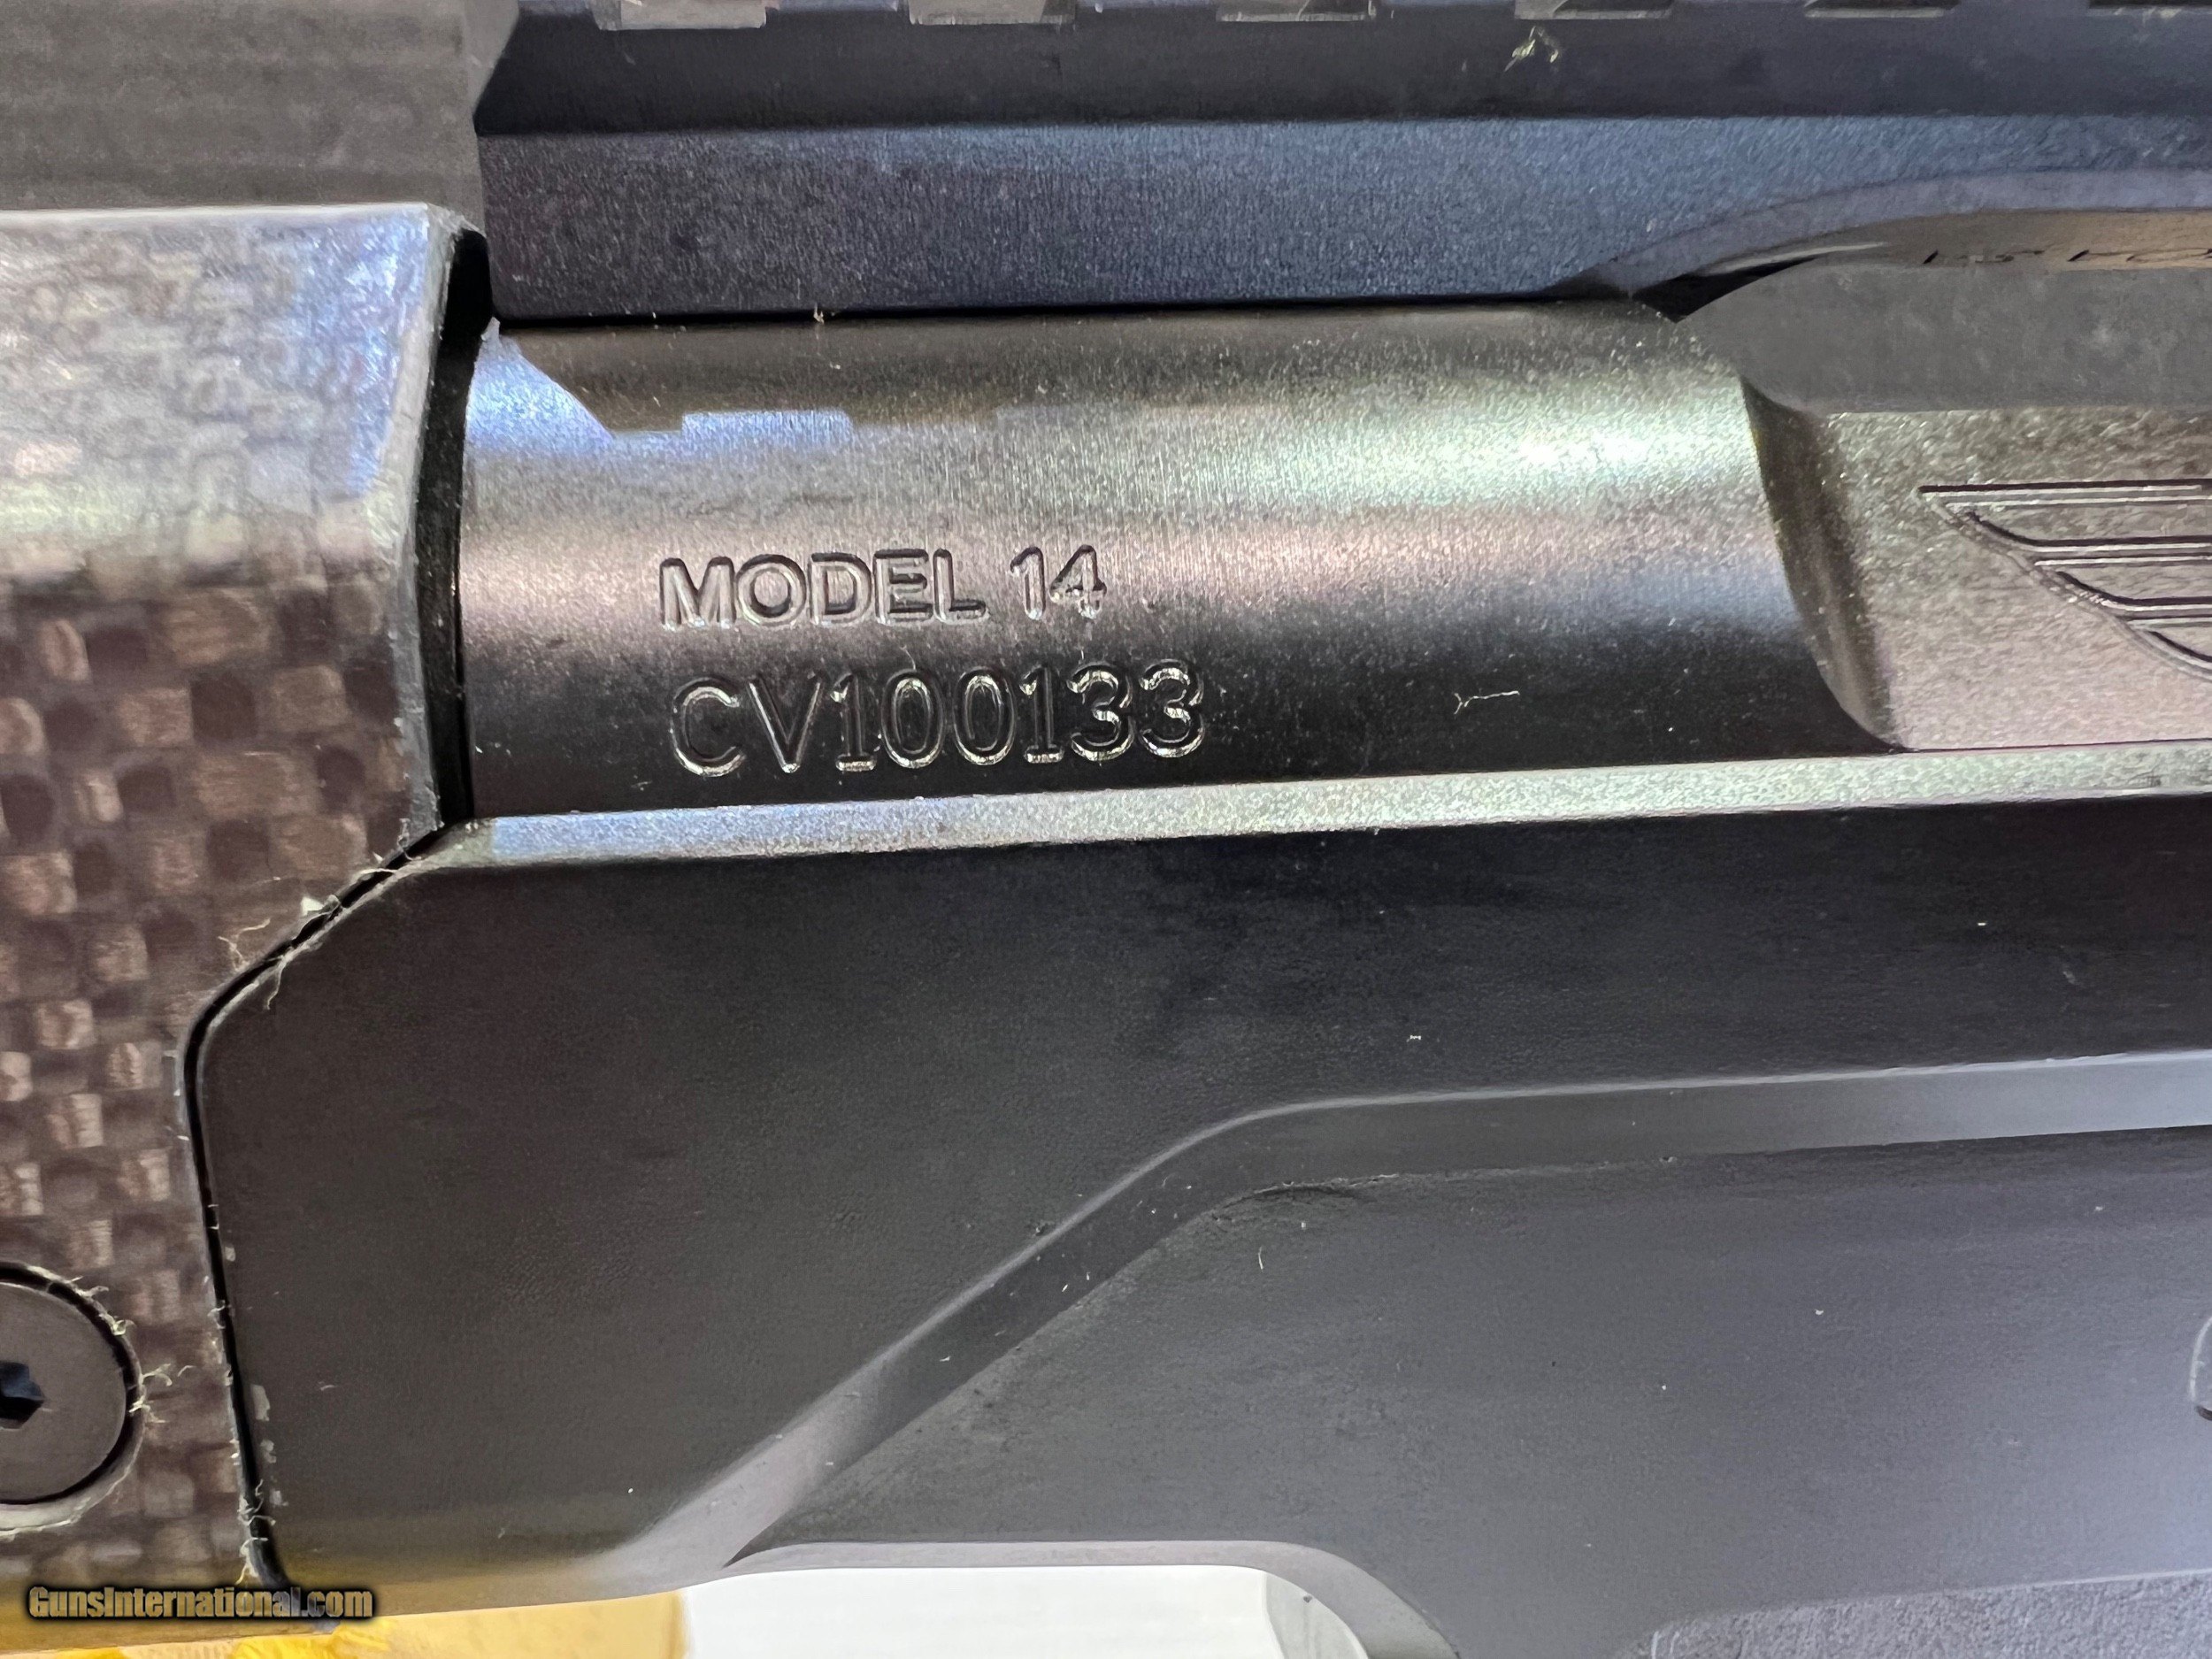 MODEL 14
CV100133
GunsInternational.com